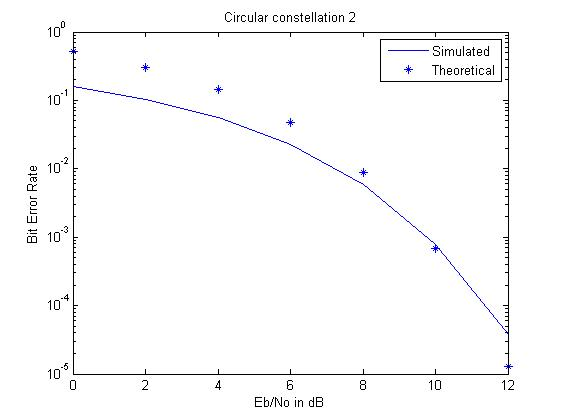 Circular constellation 2
Simulated
Theoretical
10^0
10^-1
10^-2
10^-3
10^-4
10^-5
Bit Error Rate
0 2 4 6 8 10 12
Eb/No in dB